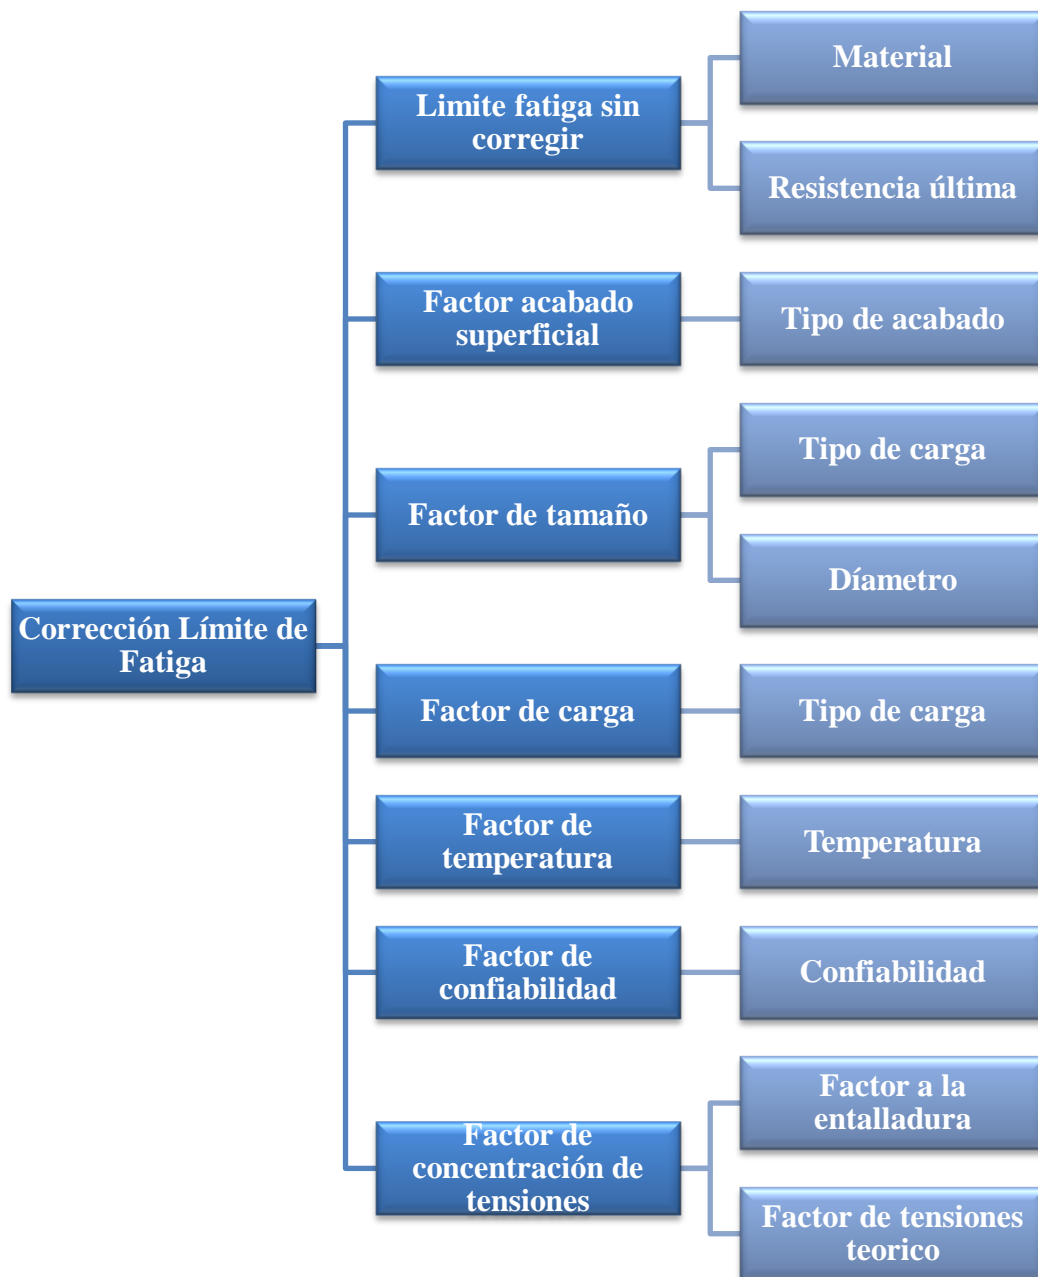 Corrección Límite de
Fatiga
Limite fatiga sin
corregir
Material
Resistencia última
Factor acabado
superficial
Tipo de acabado
Factor de tamaño
Tipo de carga
Díametro
Factor de carga
Tipo de carga
Factor de
temperatura
Temperatura
Factor de
confiabilidad
Confiabilidad
Factor de
concentración de
tensiones
Factor a la
entalladura
Factor de tensiones
teorico